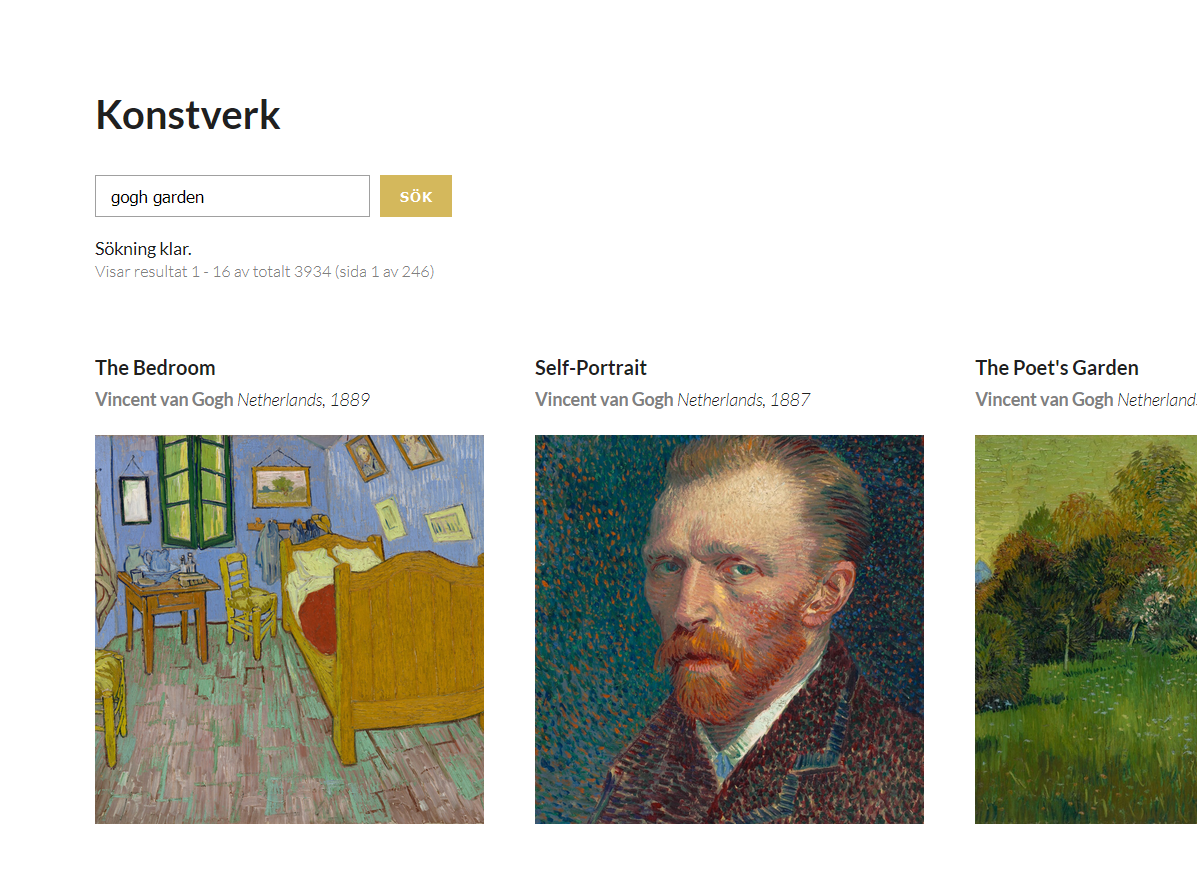 Konstverk
gogh garden
SÖK
Sökning klar.
Visar resultat 1 - 16 av totalt 3934 (sida 1 av 246)
The Bedroom
Vincent van Gogh Netherlands, 1889
Self-Portrait
Vincent van Gogh Netherlands, 1887
The Poet's Garden
Vincent van Gogh